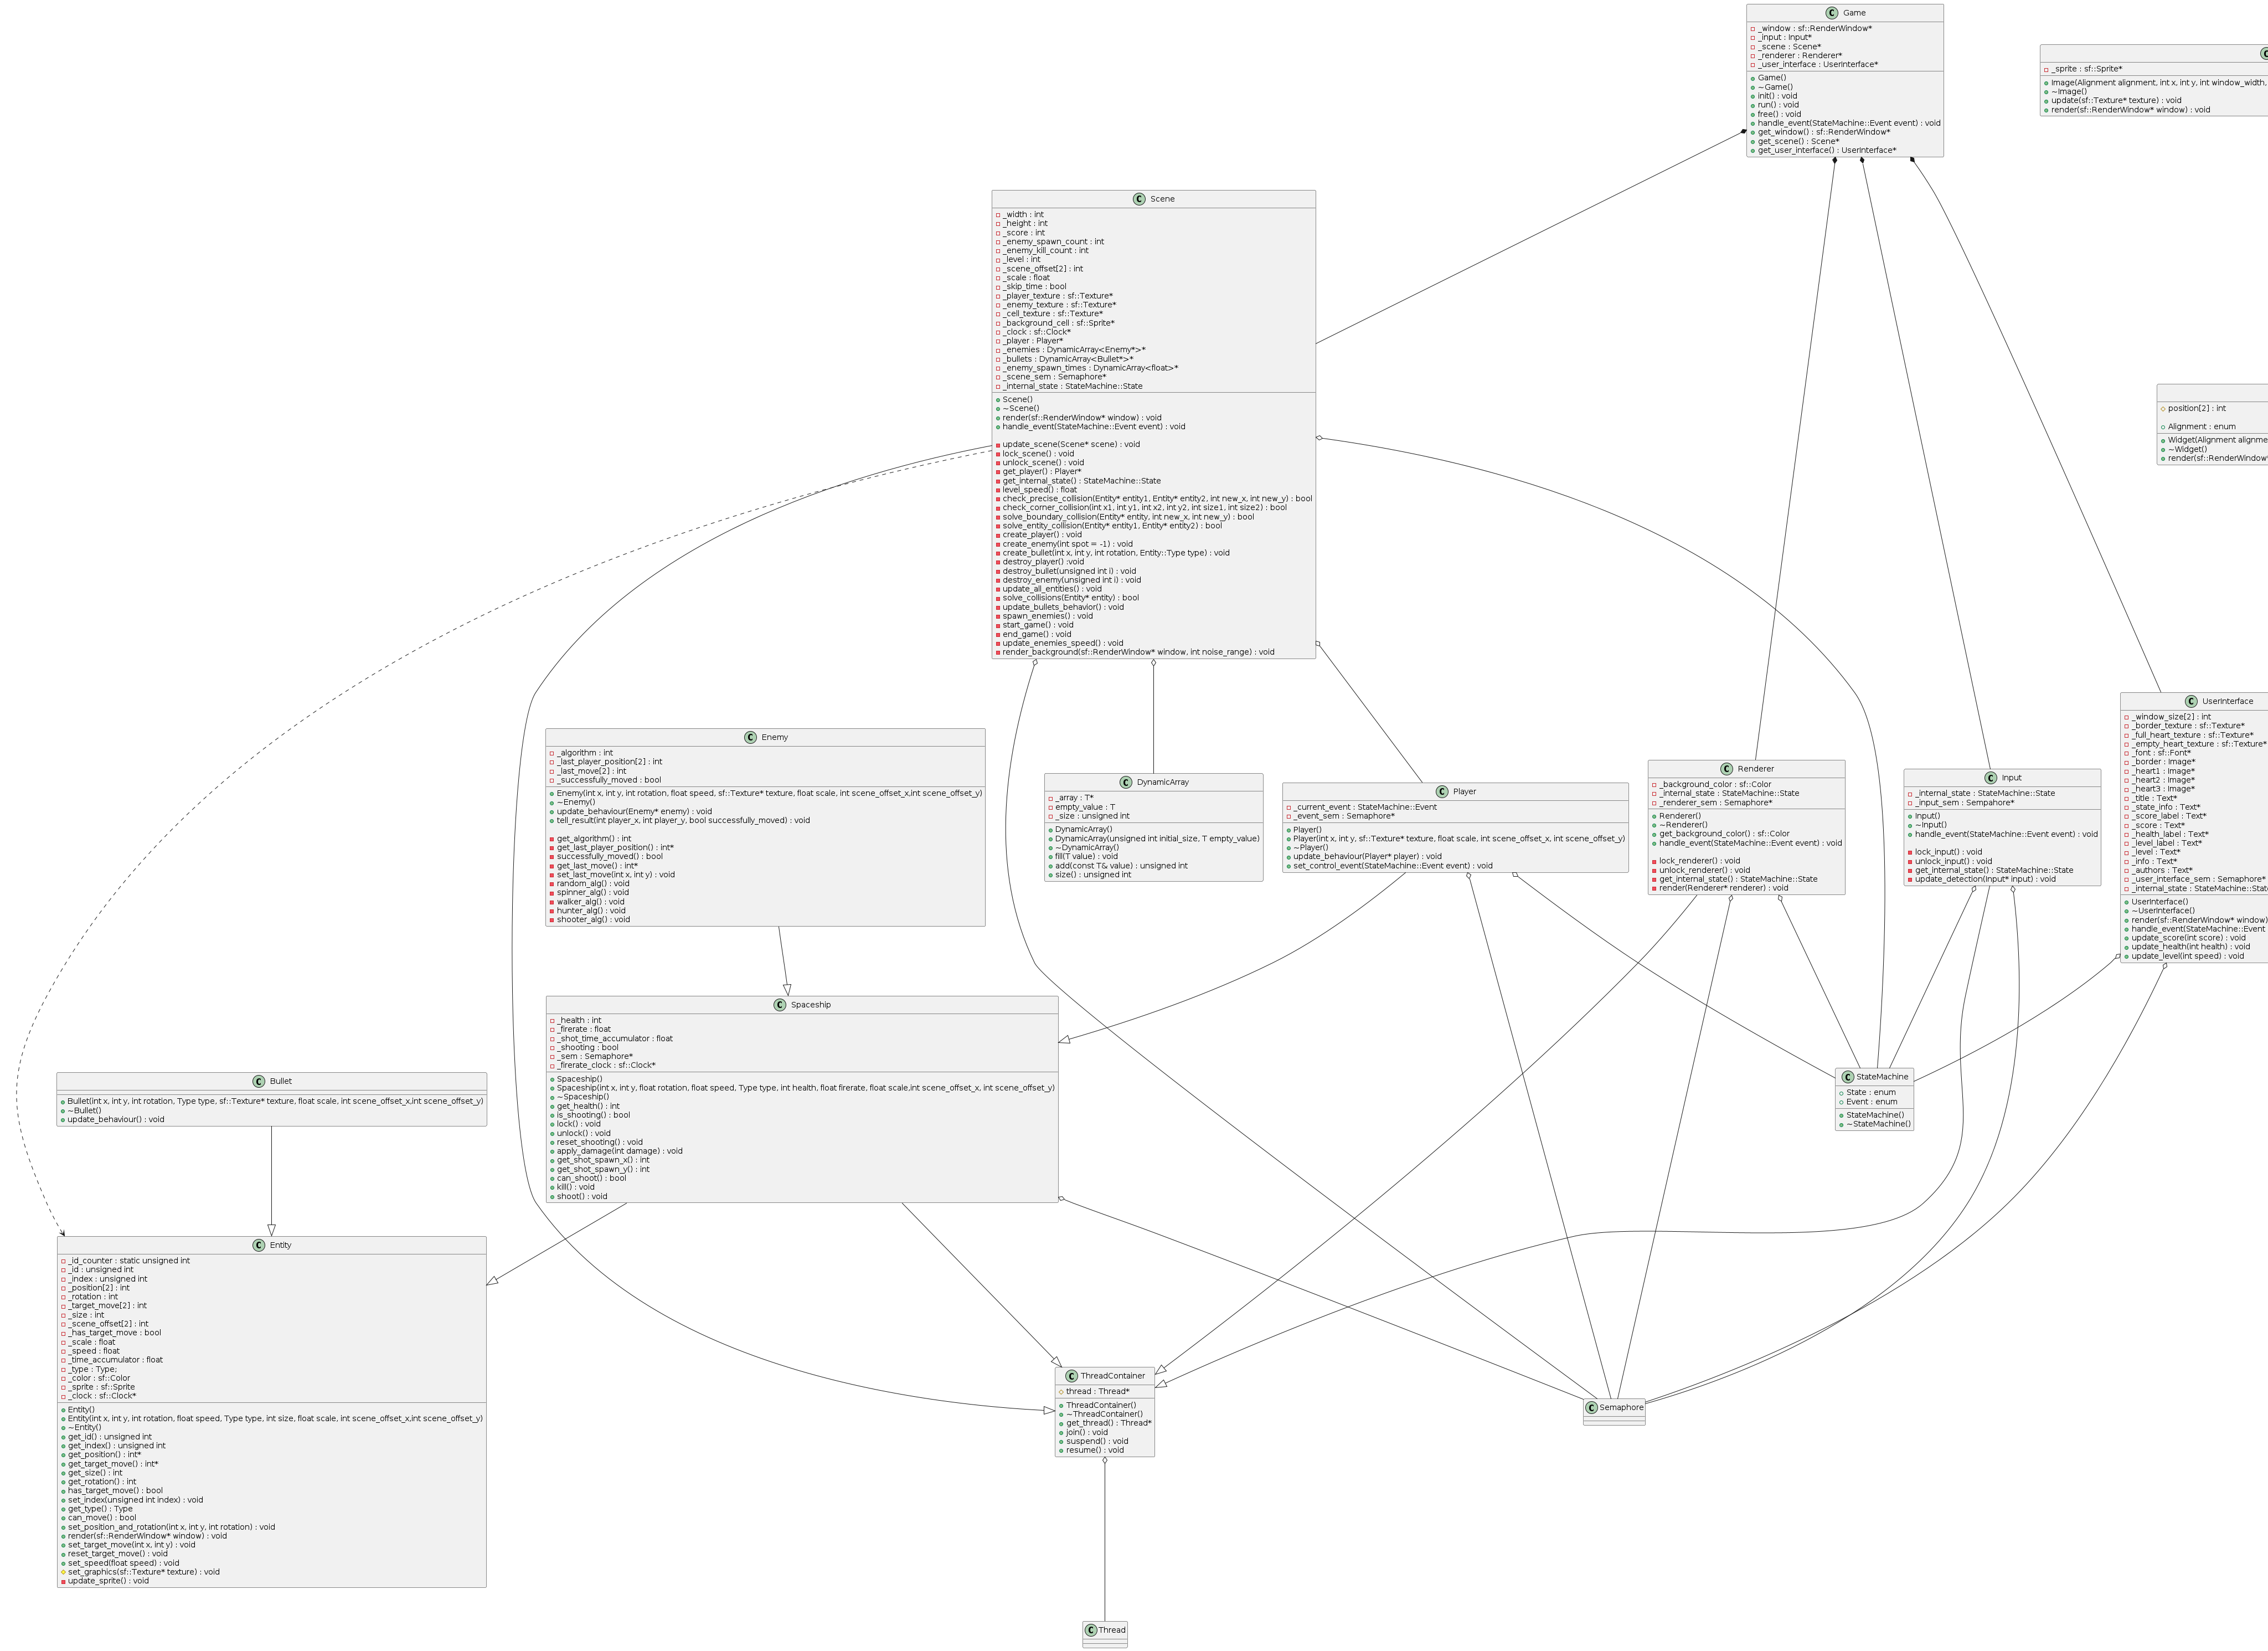 Game
_window : sf::RenderWindow*
_input : Input*
_scene : Scene*
_renderer : Renderer*
_user_interface : UserInterface*
Game()
~Game()
init() : void
run() : void
free() : void
handle_event(StateMachine::Event event) : void
get_window() : sf::RenderWindow*
get_scene() : Scene*
get_user_interface() : UserInterface*
_sprite : sf::Sprite*
Image(Alignment alignment, int x, int y, int window_width,
~Image()
update(sf::Texture* texture) : void
render(sf::RenderWindow* window) : void
Scene
_width : int
_height : int
_score : int
_enemy_spawn_count : int
_enemy_kill_count : int
_level : int
_scene_offset[2] : int
_scale : float
_skip_time : bool
_player_texture : sf::Texture*
_enemy_texture : sf::Texture*
_cell_texture : sf::Texture*
_background_cell : sf::Sprite*
_clock : sf::Clock*
_player : Player*
_enemies : DynamicArray<Enemy*>*
_bullets : DynamicArray<Bullet*>*
_enemy_spawn_times : DynamicArray<float>*
_scene_sem : Semaphore*
_internal_state : StateMachine::State
Scene()
~Scene()
render(sf::RenderWindow* window) : void
handle_event(StateMachine::Event event) : void
update_scene(Scene* scene) : void
lock_scene() : void
unlock_scene() : void
get_player() : Player*
get_internal_state() : StateMachine::State
level_speed() : float
check_precise_collision(Entity* entity1, Entity* entity2, int new_x, int new_y) : bool
check_corner_collision(int x1, int y1, int x2, int y2, int size1, int size2) : bool
solve_boundary_collision(Entity* entity, int new_x, int new_y) : bool
solve_entity_collision(Entity* entity1, Entity* entity2) : bool
create_player() : void
create_enemy(int spot = -1) : void
create_bullet(int x, int y, int rotation, Entity::Type type) : void
destroy_player() :void
destroy_bullet(unsigned int i) : void
destroy_enemy(unsigned int i) : void
update_all_entities() : void
solve_collisions(Entity* entity) : bool
update_bullets_behavior() : void
spawn_enemies() : void
start_game() : void
end_game() : void
update_enemies_speed() : void
render_background(sf::RenderWindow* window, int noise_range) : void
position[2] : int
Alignment : enum
Widget(Alignment alignme
~Widget()
render(sf::RenderWindow*
Enemy
_algorithm : int
_last_player_position[2] : int
_last_move[2] : int
_successfully_moved : bool
Enemy(int x, int y, int rotation, float speed, sf::Texture* texture, float scale, int scene_offset_x,int scene_offset_y)
~Enemy()
update_behaviour(Enemy* enemy) : void
tell_result(int player_x, int player_y, bool successfully_moved) : void
get_algorithm() : int
get_last_player_position() : int*
successfully_moved() : bool
get_last_move() : int*
set_last_move(int x, int y) : void
random_alg() : void
spinner_alg() : void
walker_alg() : void
hunter_alg() : void
shooter_alg() : void
DynamicArray
_array : T*
empty_value : T
_size : unsigned int
DynamicArray()
DynamicArray(unsigned int initial_size, T empty_value)
~DynamicArray()
fill(T value) : void
add(const T& value) : unsigned int
size() : unsigned int
Player
_current_event : StateMachine::Event
_event_sem : Semaphore*
Player()
Player(int x, int y, sf::Texture* texture, float scale, int scene_offset_x, int scene_offset_y)
~Player()
update_behaviour(Player* player) : void
set_control_event(StateMachine::Event event) : void
Renderer
_background_color : sf::Color
_internal_state : StateMachine::State
_renderer_sem : Semaphore*
Renderer()
~Renderer()
get_background_color() : sf::Color
handle_event(StateMachine::Event event) : void
lock_renderer() : void
unlock_renderer() : void
get_internal_state() : StateMachine::State
render(Renderer* renderer) : void
Input
_internal_state : StateMachine::State
_input_sem : Sempahore*
Input()
~Input()
handle_event(StateMachine::Event event) : void
lock_input() : void
unlock_input() : void
get_internal_state() : StateMachine::State
update_detection(Input* input) : void
UserInterface
_window_size[2] : int
_border_texture : sf::Texture*
_full_heart_texture : sf::Texture*
_empty_heart_texture : sf::Texture*
_font : sf::Font*
_border : Image*
_heart1 : Image*
_heart2 : Image*
_heart3 : Image*
_title : Text*
_state_info : Text*
_score_label : Text*
_score : Text*
_health_label : Text*
_level_label : Text*
_level : Text*
_info : Text*
_authors : Text*
_user_interface_sem : Semaphore*
_internal_state : StateMachine::State
UserInterface()
~UserInterface()
render(sf::RenderWindow* window)
handle_event(StateMachine::Event
update_score(int score) : void
update_health(int health) : void
update_level(int speed) : void
Spaceship
_health : int
_firerate : float
_shot_time_accumulator : float
_shooting : bool
_sem : Semaphore*
_firerate_clock : sf::Clock*
Spaceship()
Spaceship(int x, int y, float rotation, float speed, Type type, int health, float firerate, float scale,int scene_offset_x, int scene_offset_y)
~Spaceship()
get_health() : int
is_shooting() : bool
lock() : void
unlock() : void
reset_shooting() : void
apply_damage(int damage) : void
get_shot_spawn_x() : int
get_shot_spawn_y() : int
can_shoot() : bool
kill() : void
shoot() : void
StateMachine
State : enum
Event : enum
StateMachine()
~StateMachine()
Bullet
Bullet(int x, int y, int rotation, Type type, sf::Texture* texture, float scale, int scene_offset_x,int scene_offset_y)
~Bullet()
update_behaviour() : void
Entity
_id_counter : static unsigned int
_id : unsigned int
_index : unsigned int
_position[2] : int
_rotation : int
_target_move[2] : int
_size : int
_scene_offset[2] : int
_has_target_move : bool
_scale : float
_speed : float
_time_accumulator : float
_type : Type;
_color : sf::Color
_sprite : sf::Sprite
_clock : sf::Clock*
Entity()
Entity(int x, int y, int rotation, float speed, Type type, int size, float scale, int scene_offset_x,int scene_offset_y)
~Entity()
get_id() : unsigned int
get_index() : unsigned int
get_position() : int*
get_target_move() : int*
get_size() : int
get_rotation() : int
has_target_move() : bool
set_index(unsigned int index) : void
get_type() : Type
can_move() : bool
set_position_and_rotation(int x, int y, int rotation) : void
render(sf::RenderWindow* window) : void
set_target_move(int x, int y) : void
reset_target_move() : void
set_speed(float speed) : void
set_graphics(sf::Texture* texture) : void
update_sprite() : void
ThreadContainer
thread : Thread*
ThreadContainer()
~ThreadContainer()
get_thread() : Thread*
join() : void
suspend() : void
resume() : void
Semaphore
Thread